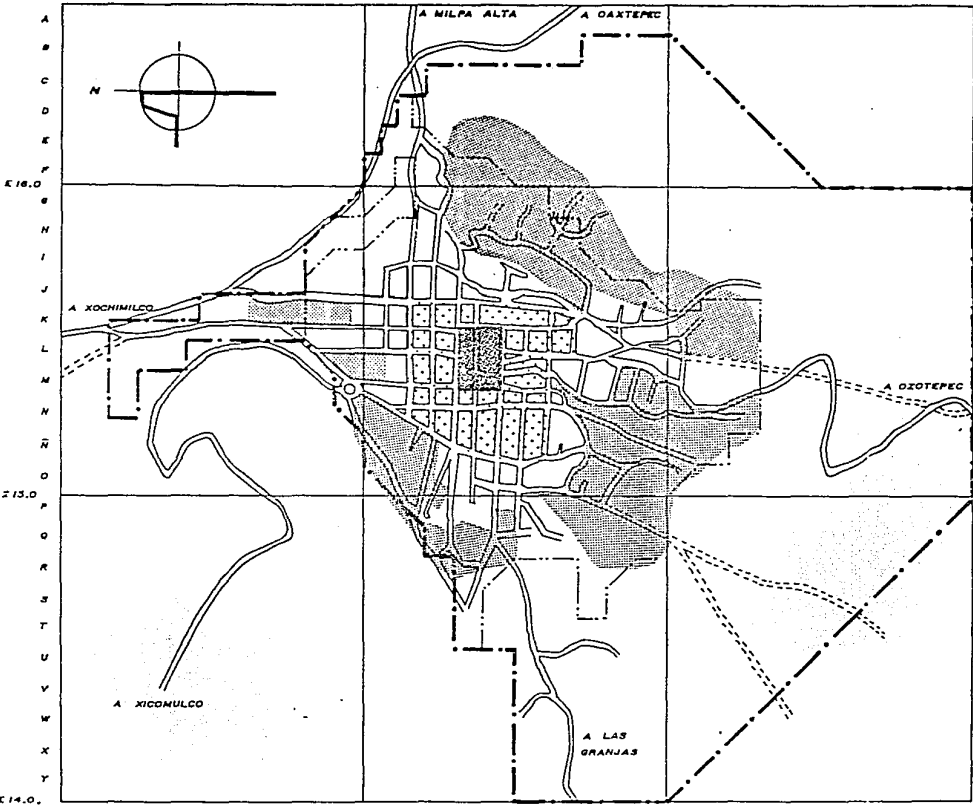 A
A MILPA ALTA
A OAXTEPEC
B
C
N
D
E
F
E 16.0
G
H
I
J
A XOCHIMILCO
K
L
M
A OZOTEPEC
N
Ñ
O
E 15.0
P
Q
R
S
T
U
V
A XICOMULCO
W
A LAS
GRANJAS
X
Y
E 14.0.